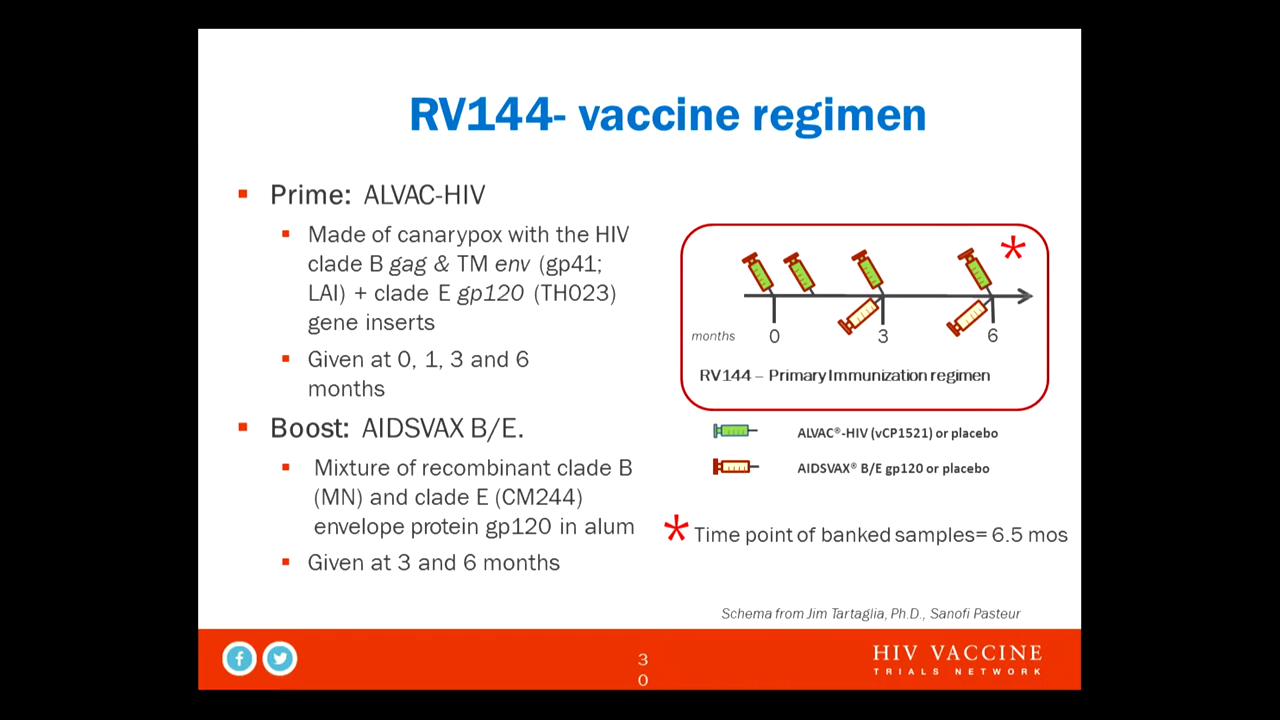 RV144- vaccine regimen
▪ Prime: ALVAC-HIV
▪ Made of canarypox with the HIV
clade B gag & TM env (gp41;
LAI) + clade E gp120 (TH023)
gene inserts
▪ Given at 0, 1, 3 and 6
months
▪ Boost: AIDSVAX B/E.
▪ Mixture of recombinant clade B
(MN) and clade E (CM244)
envelope protein gp120 in alum
▪ Given at 3 and 6 months
*
months 0 3 6
RV144 – Primary Immunization regimen
ALVAC®-HIV (vCP1521) or placebo
AIDSVAX® B/E gp120 or placebo
* Time point of banked samples= 6.5 mos
Schema from Jim Tartaglia, Ph.D., Sanofi Pasteur
3
0
HIV VACCINE
TRIALS NETWORK